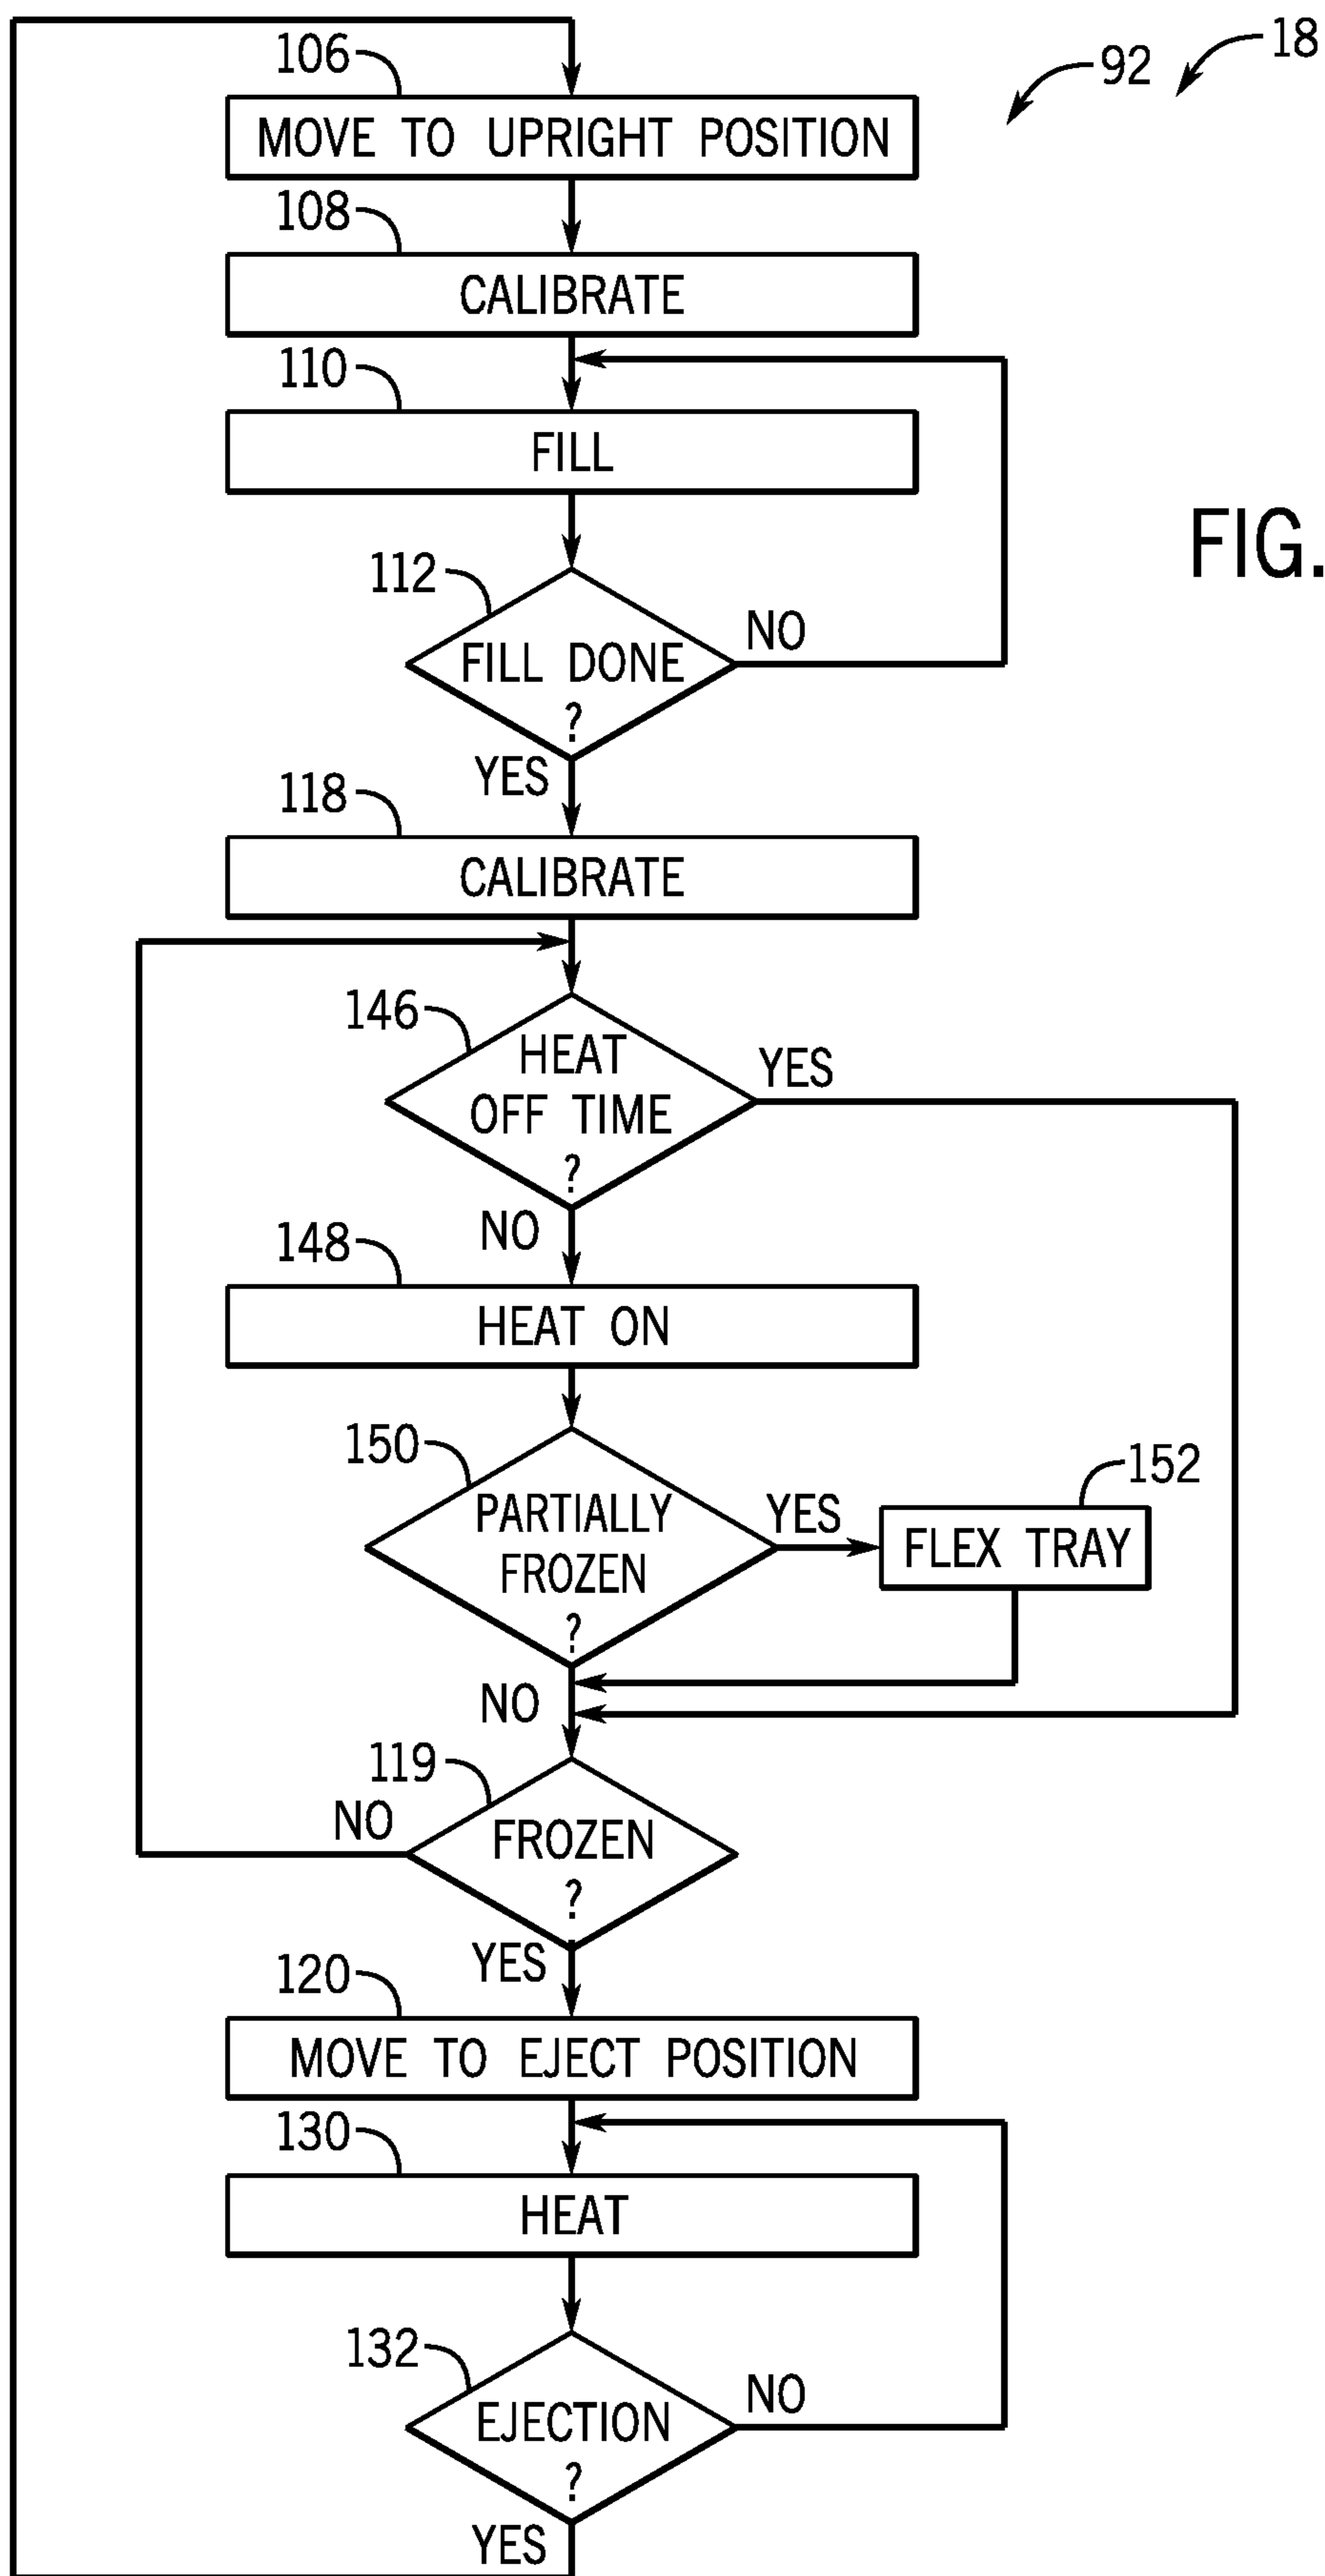 18
92
106
MOVE TO UPRIGHT POSITION
108
CALIBRATE
110
FILL
FIG.
112
FILL DONE
?
NO
YES
118
CALIBRATE
146
HEAT
OFF TIME
?
YES
NO
148
HEAT ON
150
PARTIALLY
FROZEN
?
YES
152
FLEX TRAY
NO
119
NO
FROZEN
?
YES
120
MOVE TO EJECT POSITION
130
HEAT
132
EJECTION
?
NO
YES